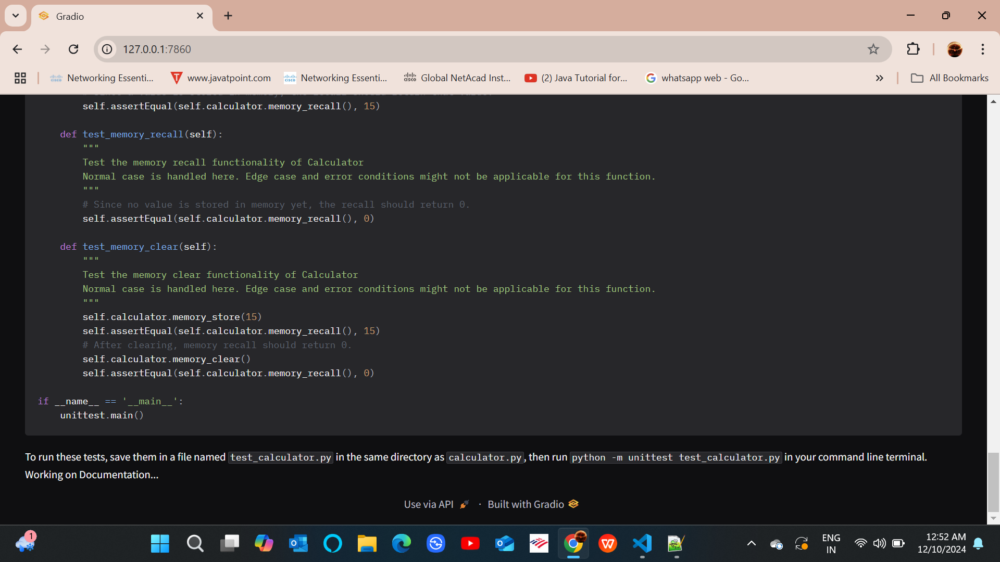 Gradio
127.0.0.1:7860
Networking Essenti...
www.javatpoint.com
Networking Essenti...
Global NetAcad Inst...
(2) Java Tutorial for...
whatsapp web - Go...
All Bookmarks
self.assertEqual(self.calculator.memory_recall(), 15)
def test_memory_recall(self):
"""
Test the memory recall functionality of Calculator
Normal case is handled here. Edge case and error conditions might not be applicable for this function.
"""
# Since no value is stored in memory yet, the recall should return 0.
self.assertEqual(self.calculator.memory_recall(), 0)
def test_memory_clear(self):
"""
Test the memory clear functionality of Calculator
Normal case is handled here. Edge case and error conditions might not be applicable for this function.
"""
self.calculator.memory_store(15)
self.assertEqual(self.calculator.memory_recall(), 15)
# After clearing, memory recall should return 0.
self.calculator.memory_clear()
self.assertEqual(self.calculator.memory_recall(), 0)
if __name__ == '__main__':
unittest.main()
To run these tests, save them in a file named test_calculator.py in the same directory as calculator.py, then run python -m unittest test_calculator.py in your command line terminal.
Working on Documentation...
Use via API · Built with Gradio
1
ENG
IN
12:52 AM
12/10/2024